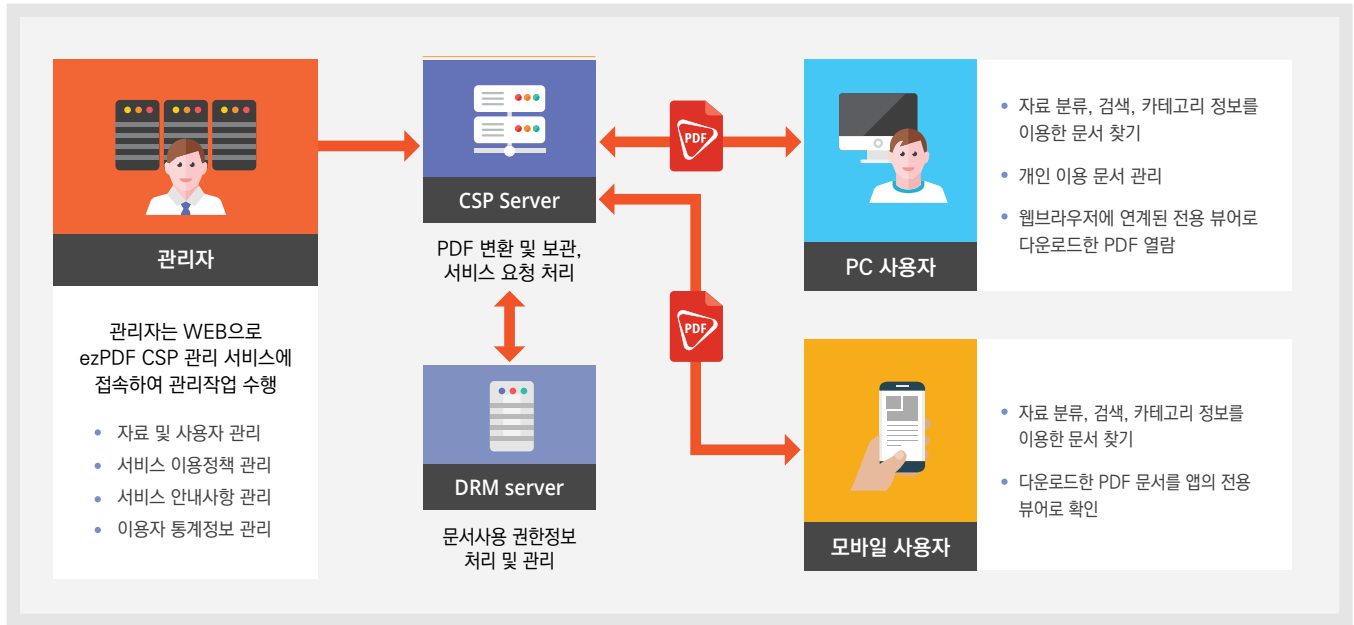 관리자
관리자는 WEB으로
ezPDF CSP 관리 서비스에
접속하여 관리작업 수행
자료 및 사용자 관리
서비스 이용정책 관리
서비스 안내사항 관리
이용자 통계정보 관리
CSP Server
PDF 변환 및 보관,
서비스 요청 처리
DRM server
문서사용 권한정보
처리 및 관리
PDF
PDF
PC 사용자
자료 분류, 검색, 카테고리 정보를
이용한 문서 찾기
개인 이용 문서 관리
웹브라우저에 연계된 전용 뷰어로
다운로드한 PDF 열람
모바일 사용자
자료 분류, 검색, 카테고리 정보를
이용한 문서 찾기
다운로드한 PDF 문서를 앱의 전용
뷰어로 확인